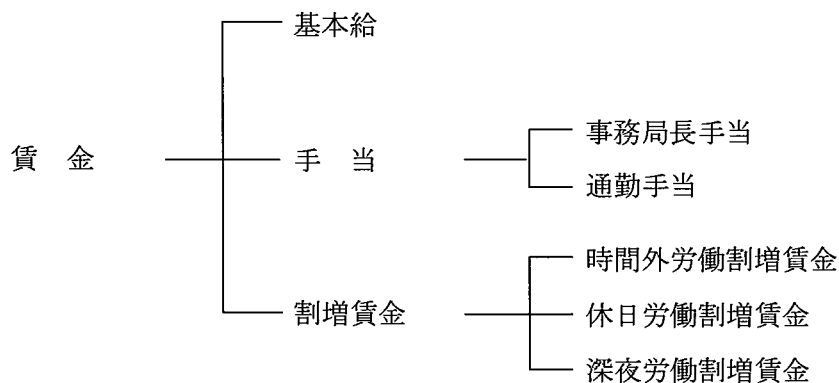 基本給
賃　金
手　当
事務局長手当
通勤手当
割増賃金
時間外労働割増賃金
休日労働割増賃金
深夜労働割増賃金